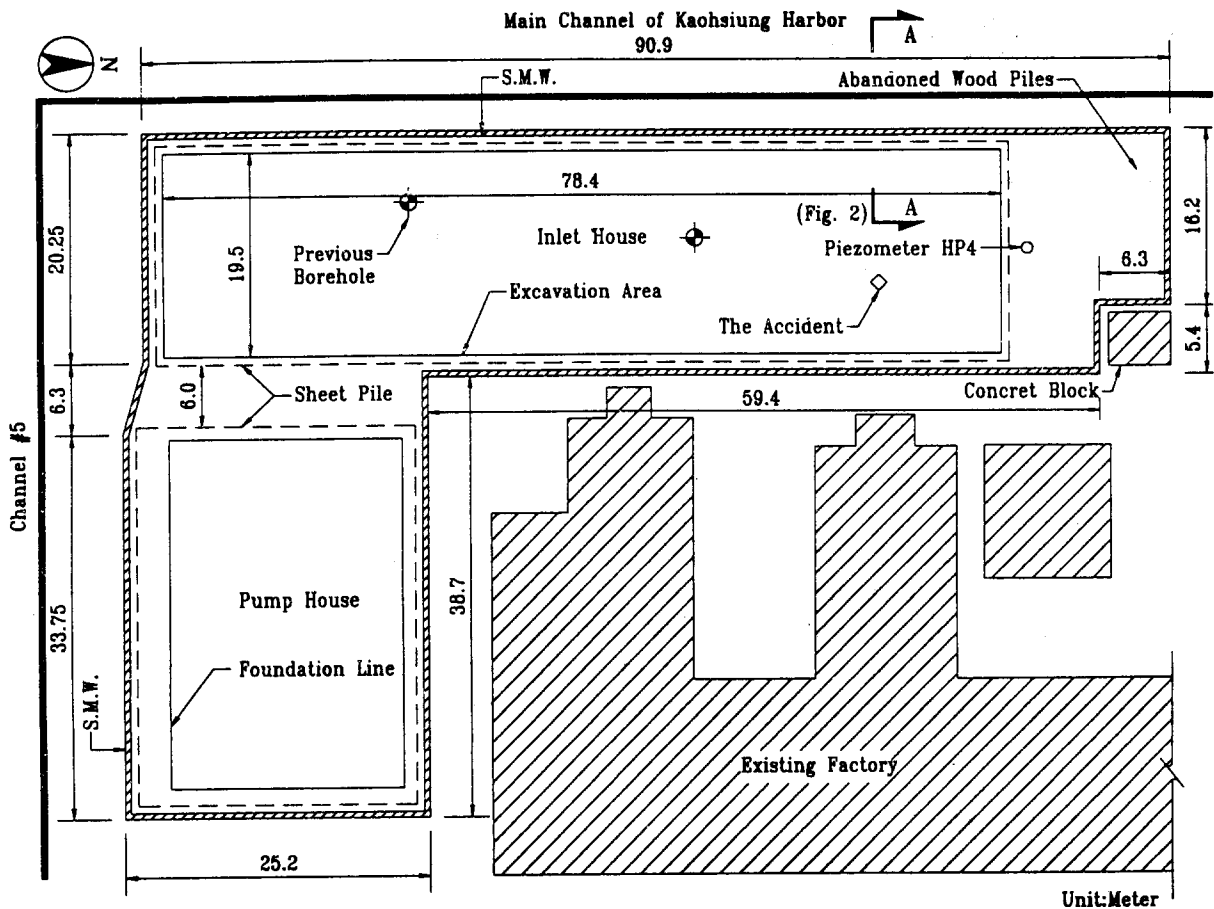 Main Channel of Kaohsiung Harbor
A
90.9
N
S.M.W.
Abandioned Wood Piles
78.4
(Fig. 2)
A
16.2
20.25
Previous
Borehole
Inlet House
Piezometer HP4
6.3
19.5
Excavation Area
The Accident
5.4
6.3
6.0
Sheet Pile
Concret Block
59.4
Channel #5
Pump House
38.7
33.75
Foundation Line
S.M.W.
Existing Factory
25.2
Unit:Meter